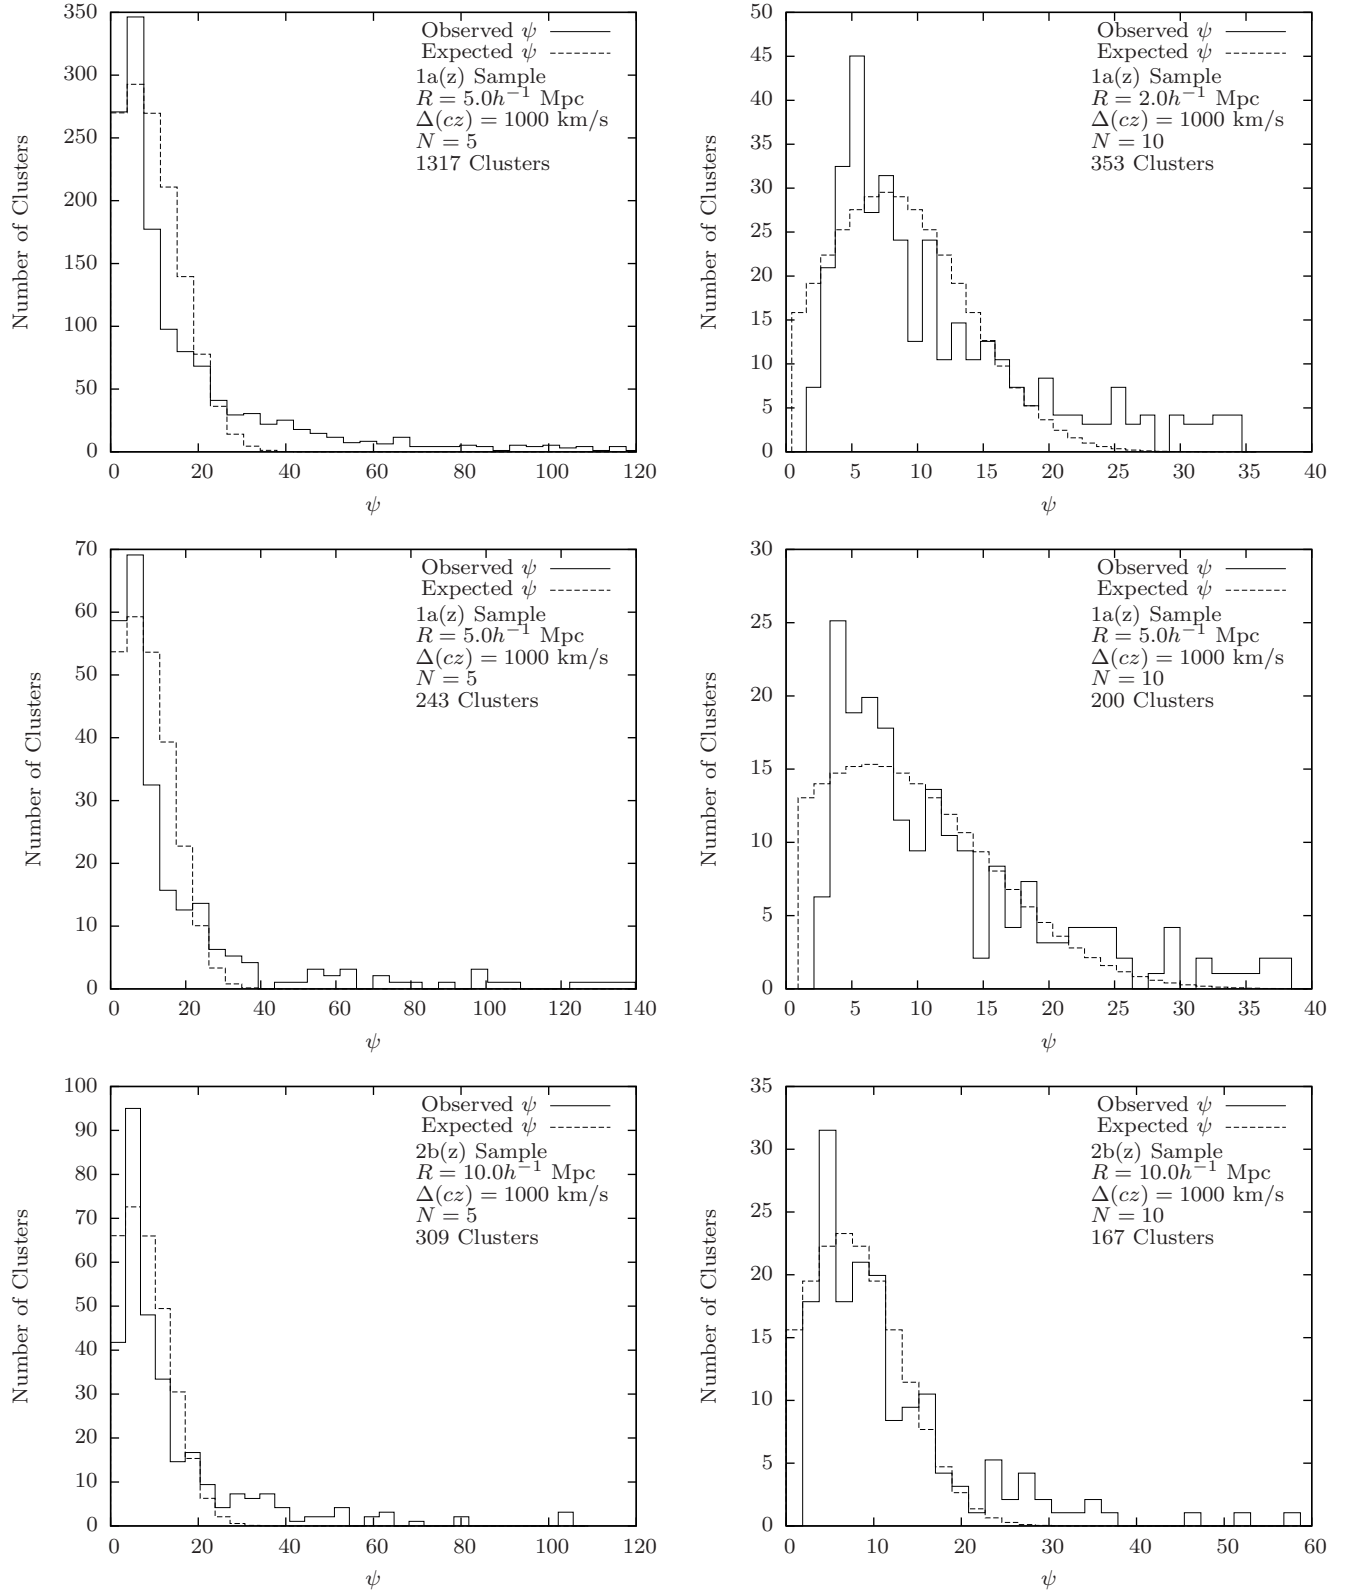 350
300
250
200
150
100
50
0
Number of Clusters
0 20 40 60 80 100 120
ψ
Observed ψ
Expected ψ
1a(z) Sample
R = 5.0h⁻¹ Mpc
Δ(cz) = 1000 km/s
N = 5
1317 Clusters
50
45
40
35
30
25
20
15
10
5
0
Number of Clusters
0 5 10 15 20 25 30 35 40
ψ
Observed ψ
Expected ψ
1a(z) Sample
R = 2.0h⁻¹ Mpc
Δ(cz) = 1000 km/s
N = 10
353 Clusters
70
60
50
40
30
20
10
0
Number of Clusters
0 20 40 60 80 100 120 140
ψ
Observed ψ
Expected ψ
1a(z) Sample
R = 5.0h⁻¹ Mpc
Δ(cz) = 1000 km/s
N = 5
243 Clusters
30
25
20
15
10
5
0
Number of Clusters
0 5 10 15 20 25 30 35 40
ψ
Observed ψ
Expected ψ
1a(z) Sample
R = 5.0h⁻¹ Mpc
Δ(cz) = 1000 km/s
N = 10
200 Clusters
100
90
80
70
60
50
40
30
20
10
0
Number of Clusters
0 20 40 60 80 100 120
ψ
Observed ψ
Expected ψ
2b(z) Sample
R = 10.0h⁻¹ Mpc
Δ(cz) = 1000 km/s
N = 5
309 Clusters
35
30
25
20
15
10
5
0
Number of Clusters
0 10 20 30 40 50 60
ψ
Observed ψ
Expected ψ
2b(z) Sample
R = 10.0h⁻¹ Mpc
Δ(cz) = 1000 km/s
N = 10
167 Clusters